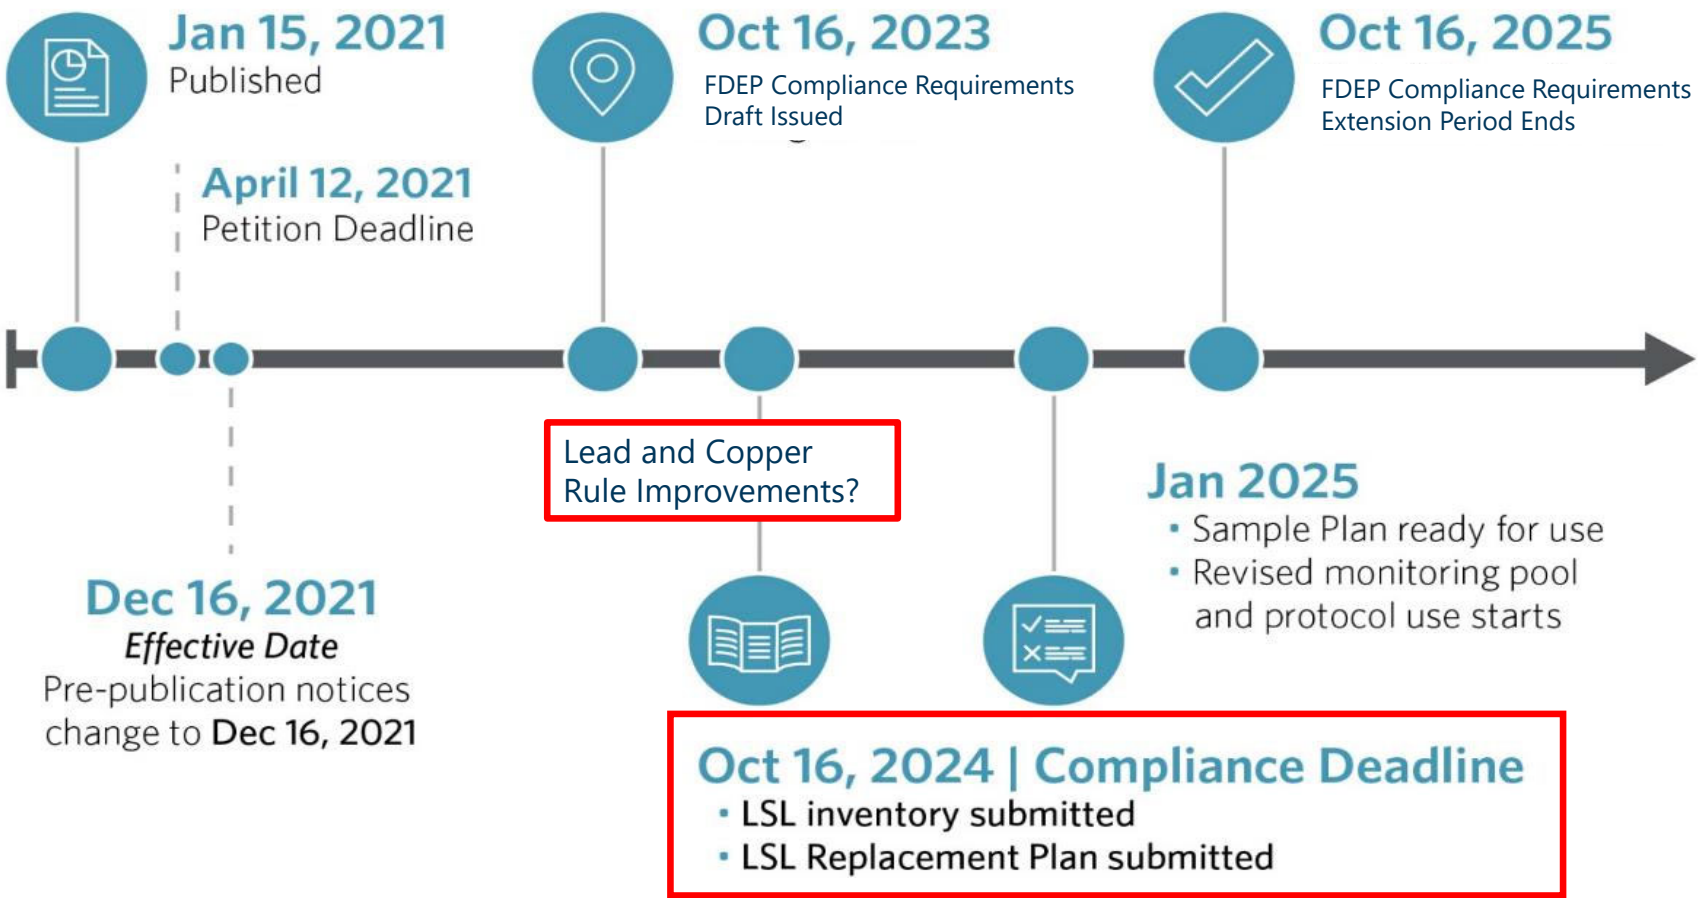 Jan 15, 2021
Published
April 12, 2021
Petition Deadline
Oct 16, 2023
FDEP Compliance Requirements
Draft Issued
Oct 16, 2025
FDEP Compliance Requirements
Extension Period Ends
Dec 16, 2021
Effective Date
Pre-publication notices
change to Dec 16, 2021
Lead and Copper
Rule Improvements?
Jan 2025
• Sample Plan ready for use
• Revised monitoring pool
and protocol use starts
Oct 16, 2024 | Compliance Deadline
• LSL inventory submitted
• LSL Replacement Plan submitted